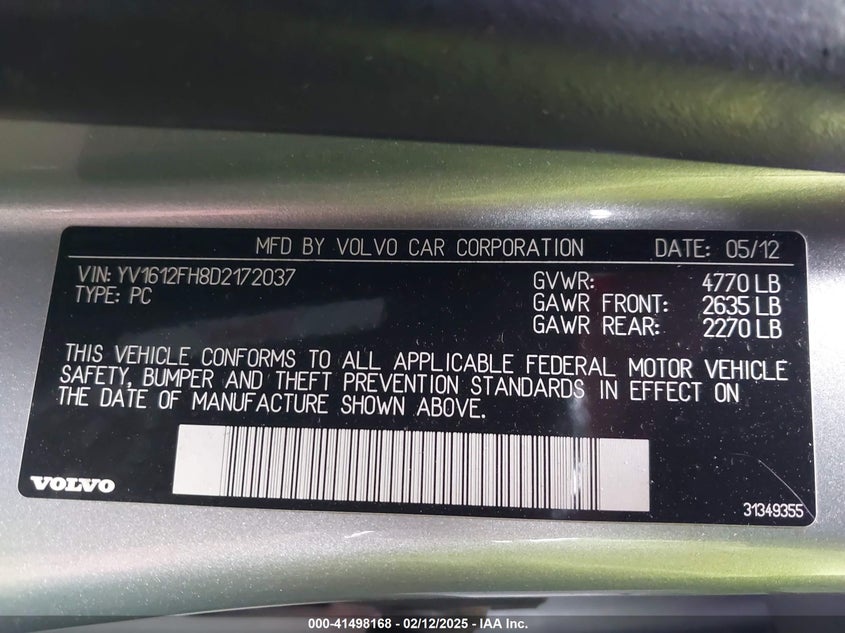 MFD BY VOLVO CAR CORPORATION DATE: 05/12
VIN: YV1612FH8D2172037 GVWR: 4770 LB
TYPE: PC GAWR FRONT: 2635 LB
GAWR REAR: 2270 LB
THIS VEHICLE CONFORMS TO ALL APPLICABLE FEDERAL MOTOR VEHICLE
SAFETY, BUMPER AND THEFT PREVENTION STANDARDS IN EFFECT ON
THE DATE OF MANUFACTURE SHOWN ABOVE.
VOLVO
31349355
000-41498168 - 02/12/2025 - IAA Inc.